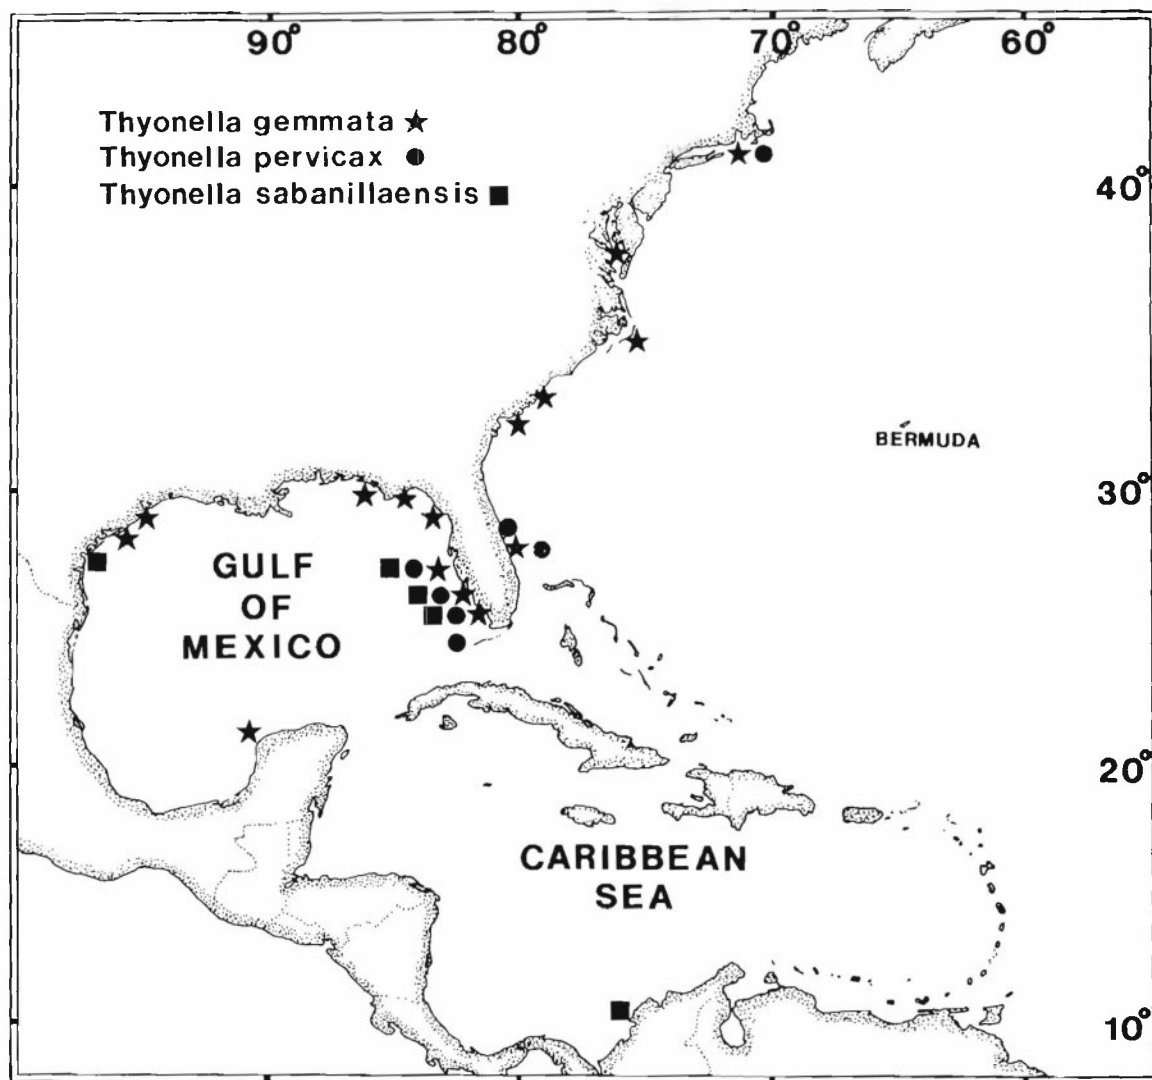 90° 80° 70° 60°
Thyonella gemmata ★
Thyonella pervicax ●
Thyonella sabanillaensis ■
40°
BERMUDA
30°
GULF
OF
MEXICO
20°
CARIBBEAN
SEA
10°